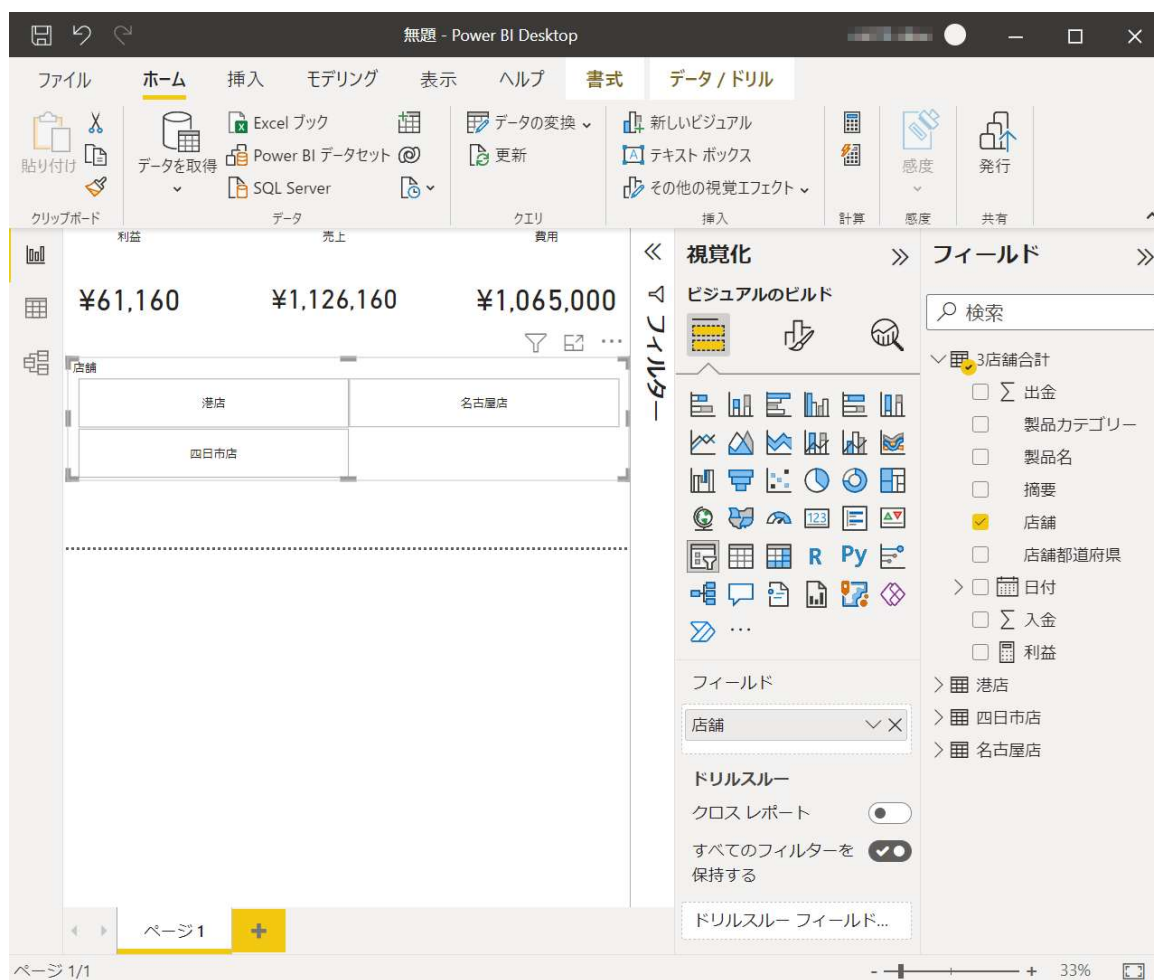 無題 - Power BI Desktop
ファイル ホーム 挿入 モデリング 表示 ヘルプ 書式 データ / ドリル
貼り付け
クリップボード
データを取得
Excel ブック
Power BI データセット
SQL Server
データ
データの変換
更新
クエリ
新しいビジュアル
テキスト ボックス
その他の視覚エフェクト
挿入
計算
感度
感度
発行
共有
利益 売上 費用
¥61,160 ¥1,126,160 ¥1,065,000
店舗
港店 名古屋店
四日市店
フィルター
視覚化
ビジュアルのビルド
123
R Py
フィールド
店舗
ドリルスルー
クロス レポート
すべてのフィルターを
保持する
ドリルスルー フィールド...
フィールド
検索
3店舗合計
出金
製品カテゴリー
製品名
摘要
店舗
店舗都道府県
日付
入金
利益
港店
四日市店
名古屋店
ページ 1
ページ 1/1
33%